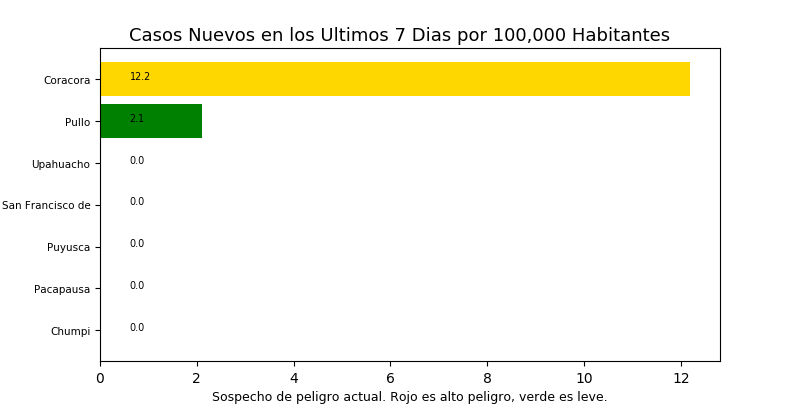 Casos Nuevos en los Ultimos 7 Dias por 100,000 Habitantes
Coracora 12.2
Pullo 2.1
Upahuacho 0.0
San Francisco de 0.0
Puyusca 0.0
Pacapausa 0.0
Chumpi 0.0
0 2 4 6 8 10 12
Sospecho de peligro actual. Rojo es alto peligro, verde es leve.